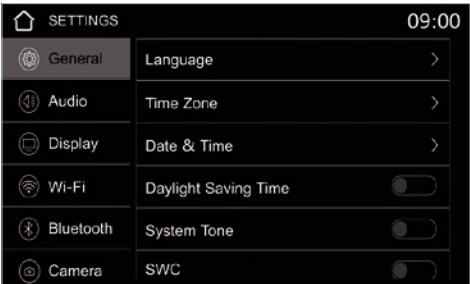 SETTINGS 09:00
General
Audio
Display
Wi-Fi
Bluetooth
Camera
Language
Time Zone
Date & Time
Daylight Saving Time
System Tone
SWC